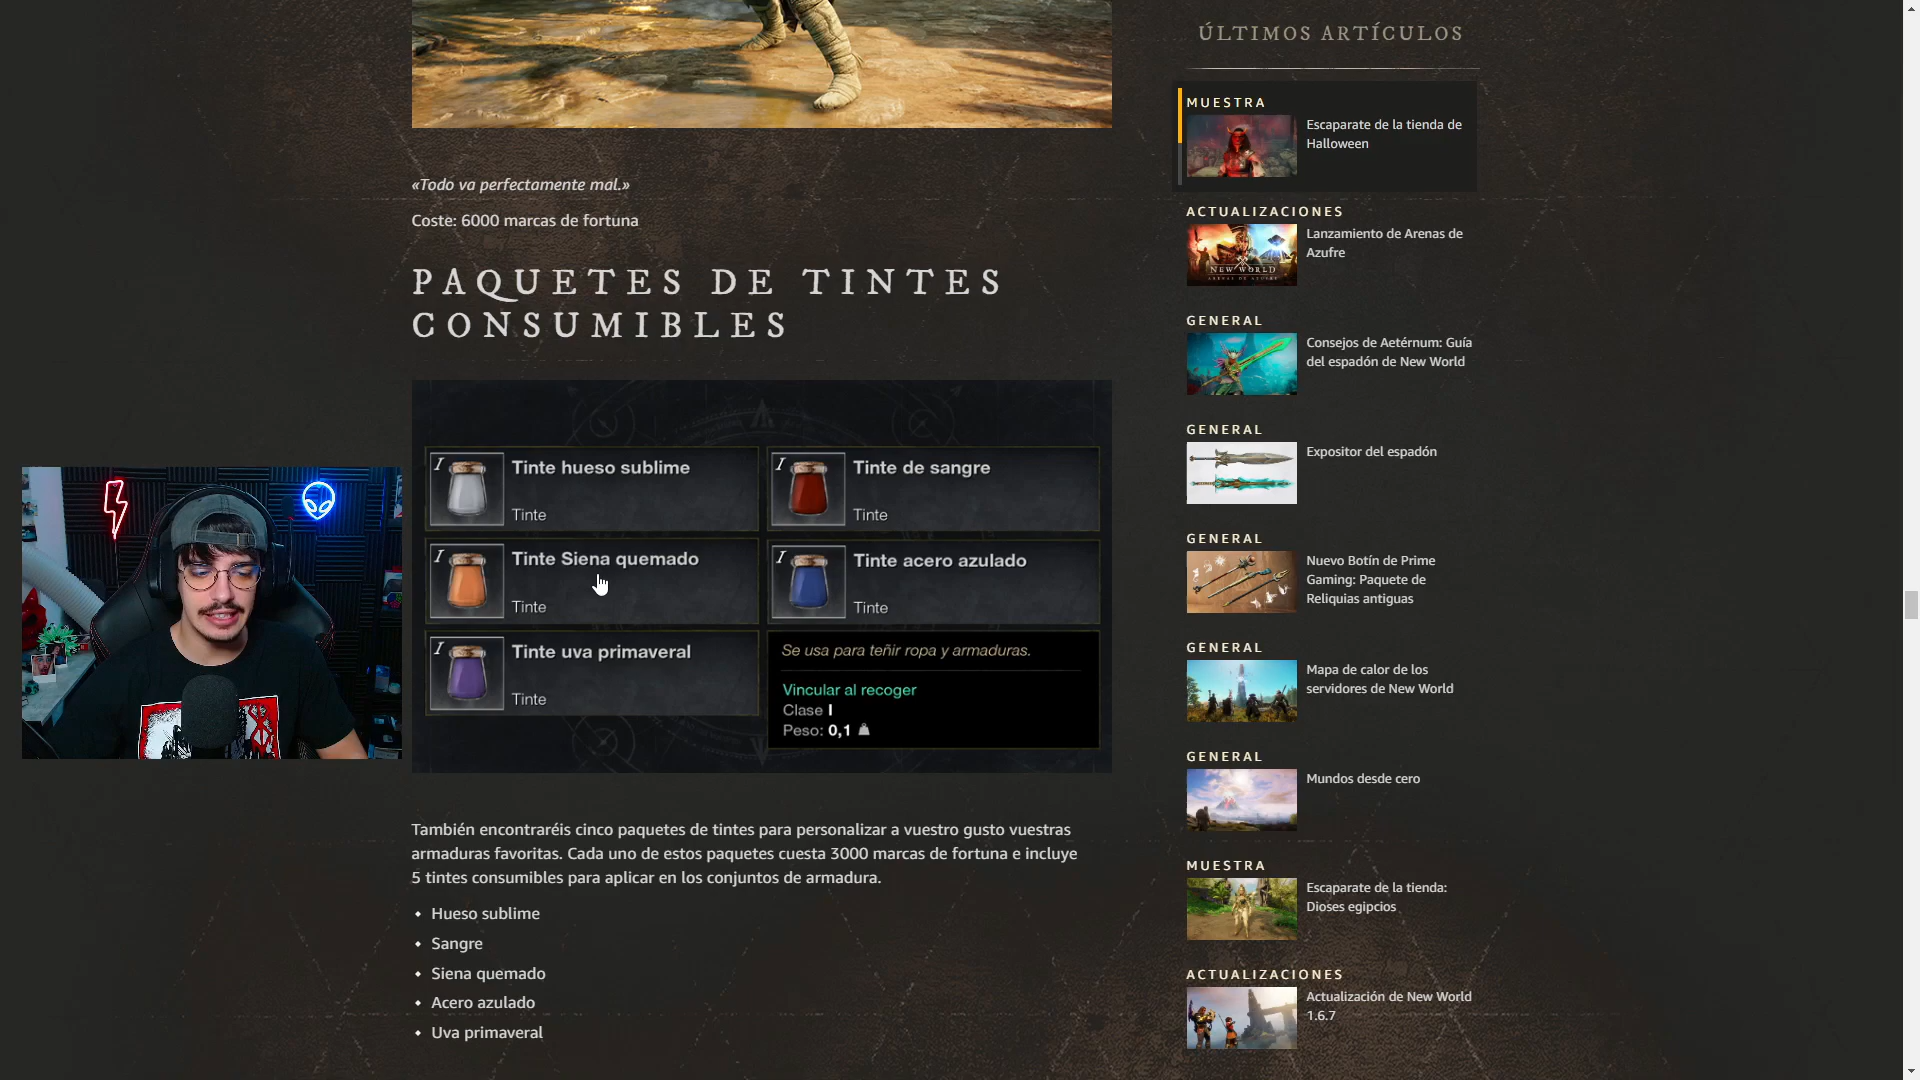 «Todo va perfectamente mal.»
Coste: 6000 marcas de fortuna
PAQUETES DE TINTES
CONSUMIBLES
I
Tinte hueso sublime
Tinte
I
Tinte de sangre
Tinte
I
Tinte Siena quemado
Tinte
I
Tinte acero azulado
Tinte
I
Tinte uva primaveral
Tinte
Se usa para teñir ropa y armaduras.
Vincular al recoger
Clase I
Peso: 0,1
También encontraréis cinco paquetes de tintes para personalizar a vuestro gusto vuestras
armaduras favoritas. Cada uno de estos paquetes cuesta 3000 marcas de fortuna e incluye
5 tintes consumibles para aplicar en los conjuntos de armadura.
Hueso sublime
Sangre
Siena quemado
Acero azulado
Uva primaveral
ÚLTIMOS ARTÍCULOS
MUESTRA
Escaparate de la tienda de
Halloween
ACTUALIZACIONES
NEW WORLD
Lanzamiento de Arenas de
Azufre
GENERAL
Consejos de Aetérnum: Guía
del espadón de New World
GENERAL
Expositor del espadón
GENERAL
Nuevo Botín de Prime
Gaming: Paquete de
Reliquias antiguas
GENERAL
Mapa de calor de los
servidores de New World
GENERAL
Mundos desde cero
MUESTRA
Escaparate de la tienda:
Dioses egipcios
ACTUALIZACIONES
Actualización de New World
1.6.7